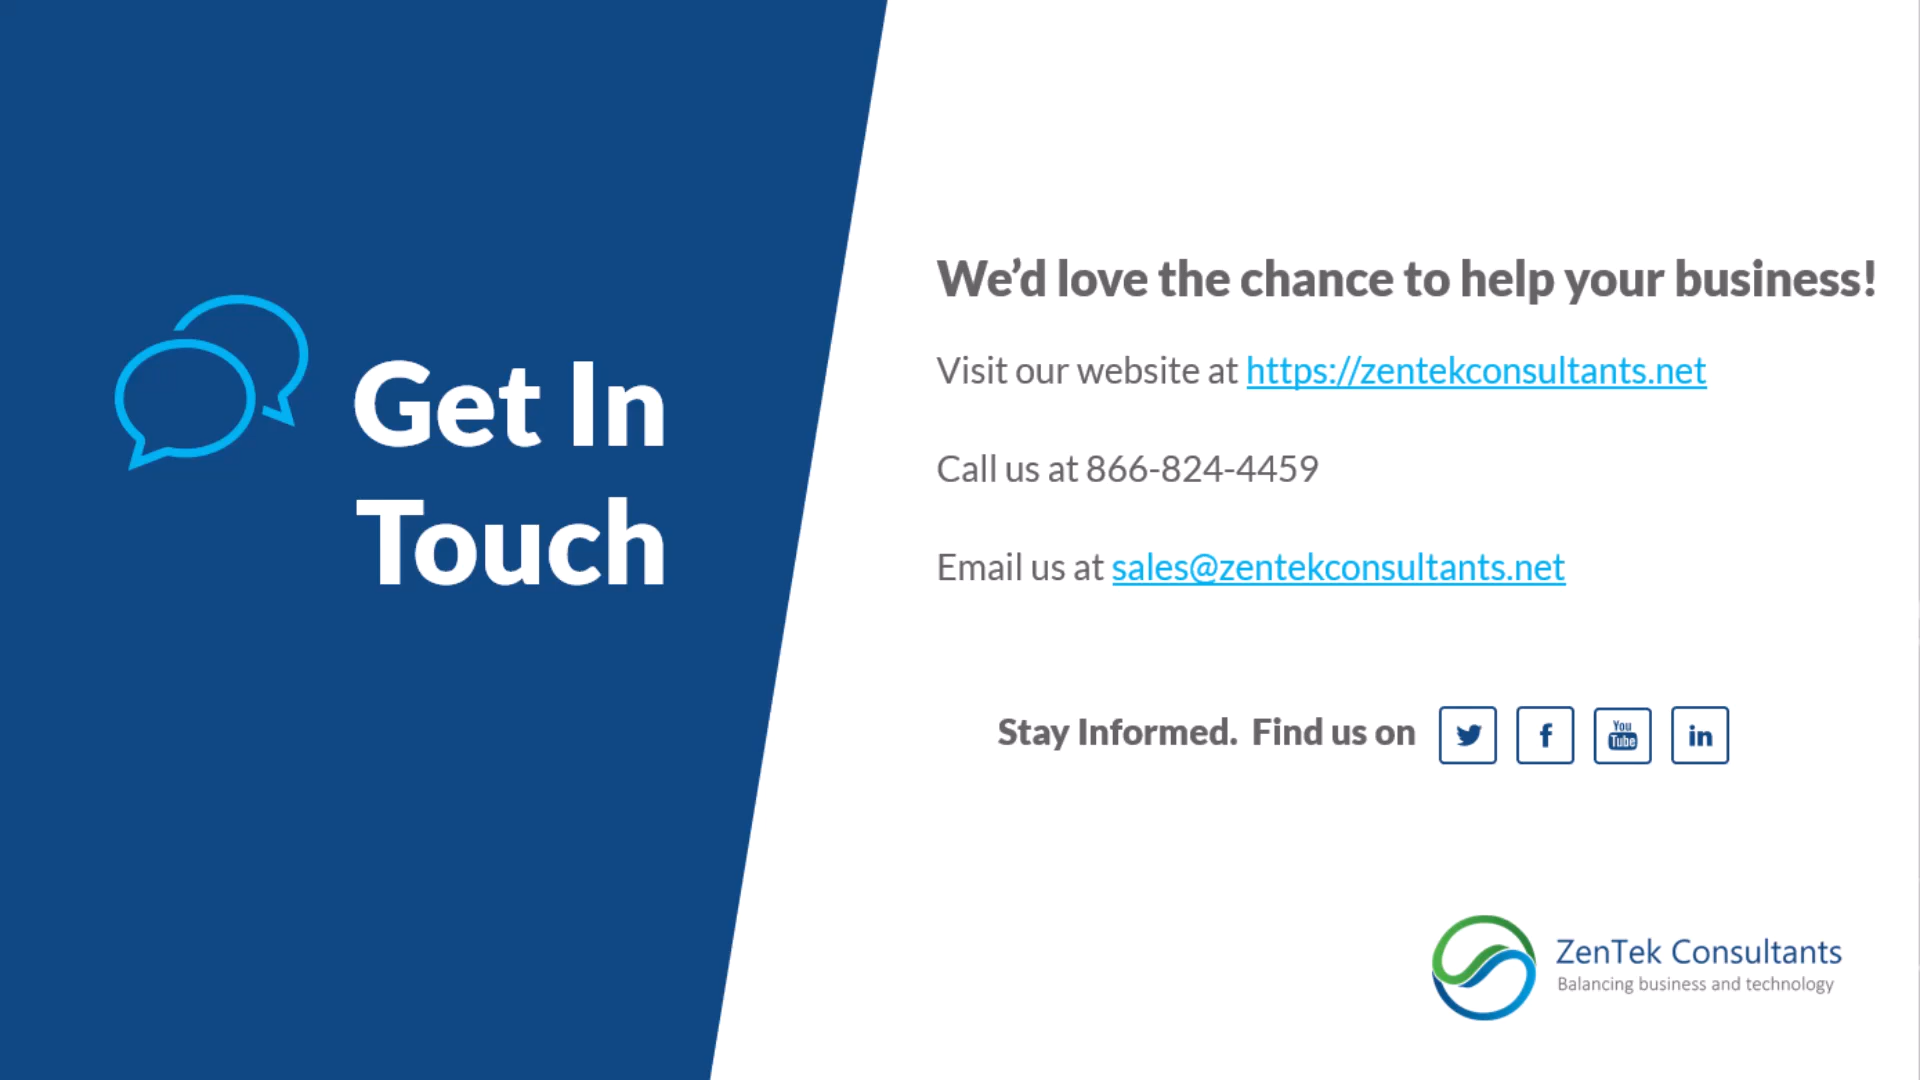 Get In
Touch
We’d love the chance to help your business!
Visit our website at https://zentekconsultants.net
Call us at 866-824-4459
Email us at sales@zentekconsultants.net
Stay Informed.  Find us on
f
You
Tube
in
ZenTek Consultants
Balancing business and technology